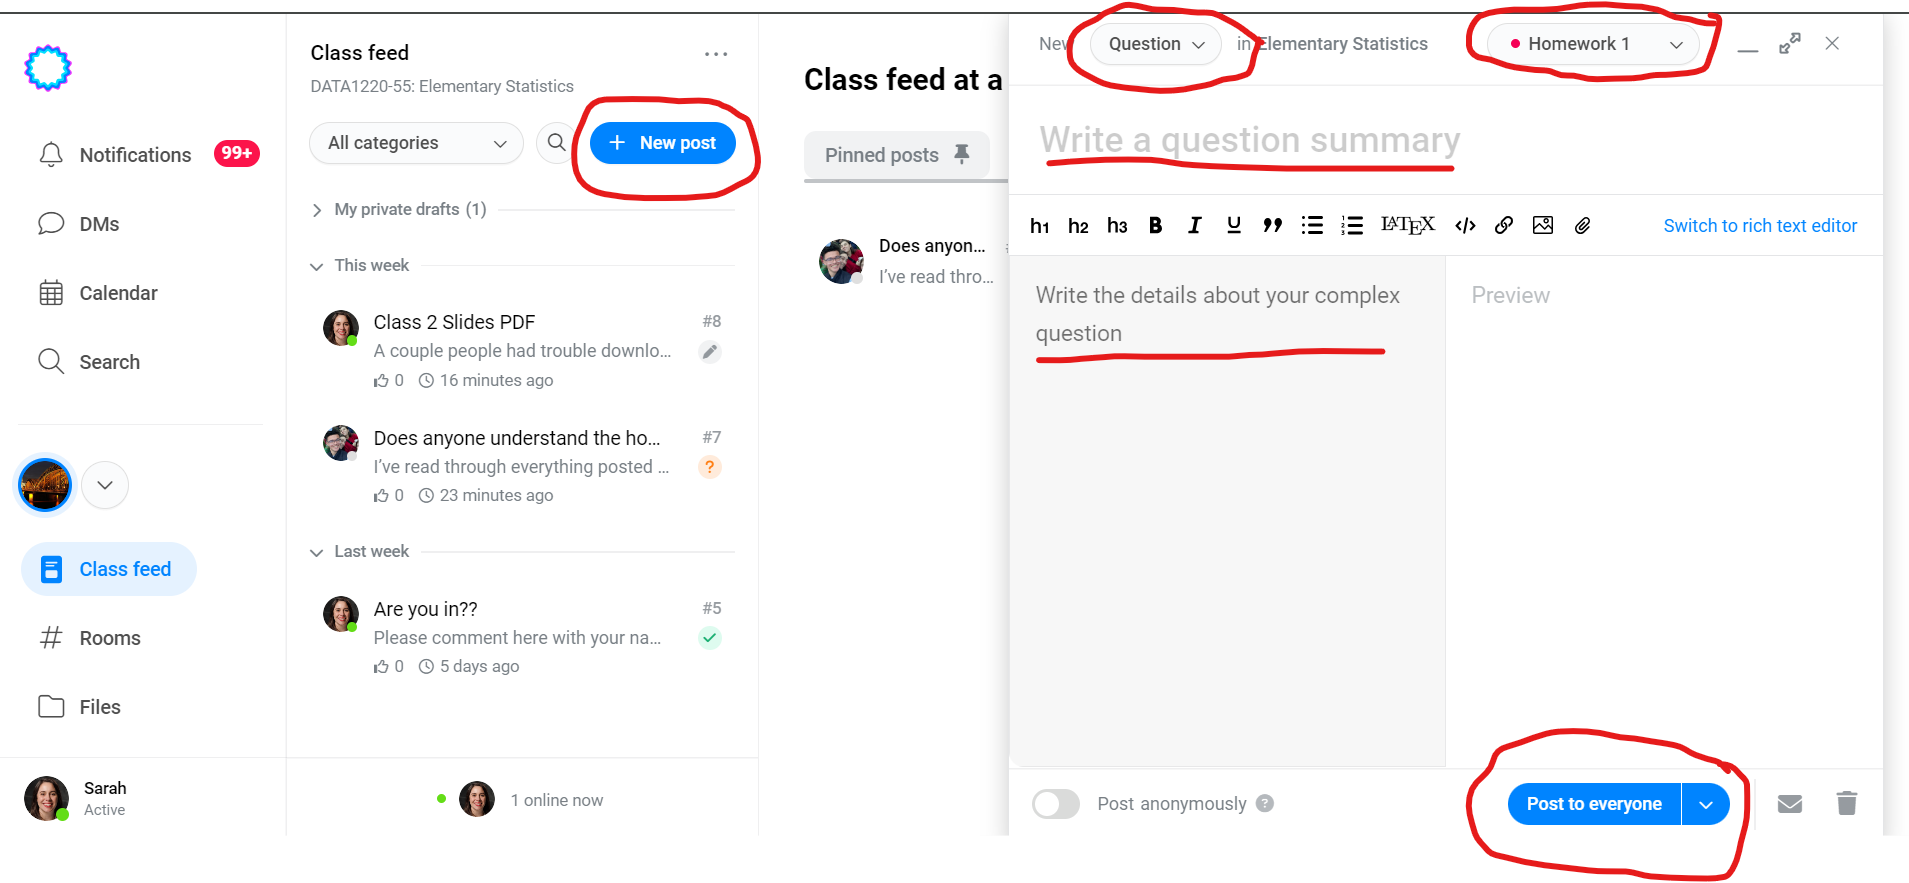 Notifications
99+
DMs
Calendar
Search
Class feed
Rooms
Files
Sarah
Active
Class feed
DATA1220-55: Elementary Statistics
All categories
New post
My private drafts (1)
This week
Class 2 Slides PDF
#8
A couple people had trouble downlo...
0
16 minutes ago
Does anyone understand the ho...
#7
I've read through everything posted ...
?
0
23 minutes ago
Last week
Are you in??
#5
Please comment here with your na...
0
5 days ago
1 online now
Class feed at a
Pinned posts
Does anyon...
I've read thro...
New
Question
in Elementary Statistics
Homework 1
Write a question summary
h1 h2 h3 B I U LATEX
Switch to rich text editor
Write the details about your complex
question
Preview
Post anonymously ?
Post to everyone